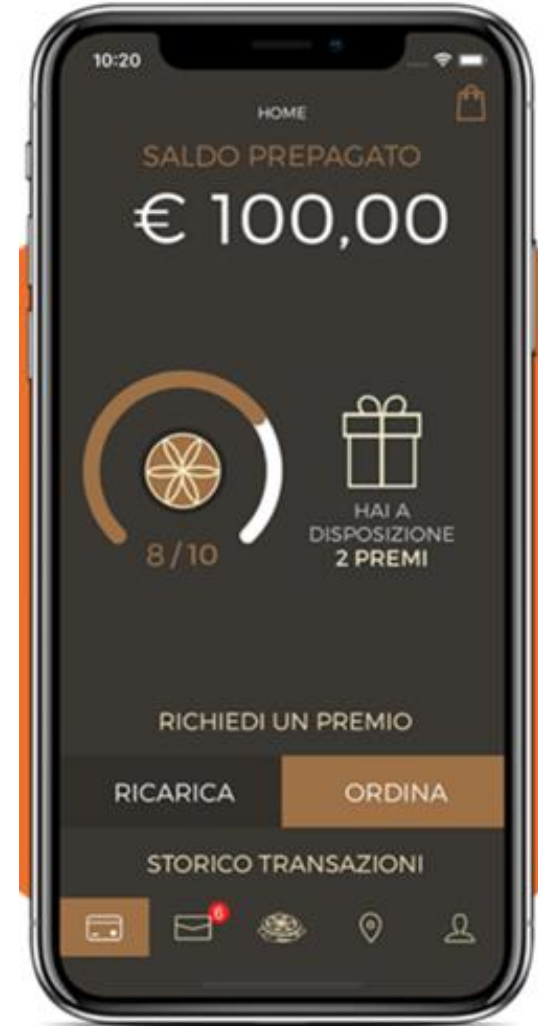 10:20
HOME
SALDO PREPAGATO
€ 100,00
8/10
HAI A
DISPOSIZIONE
2 PREMI
RICHIEDI UN PREMIO
RICARICA
ORDINA
STORICO TRANSAZIONI
6